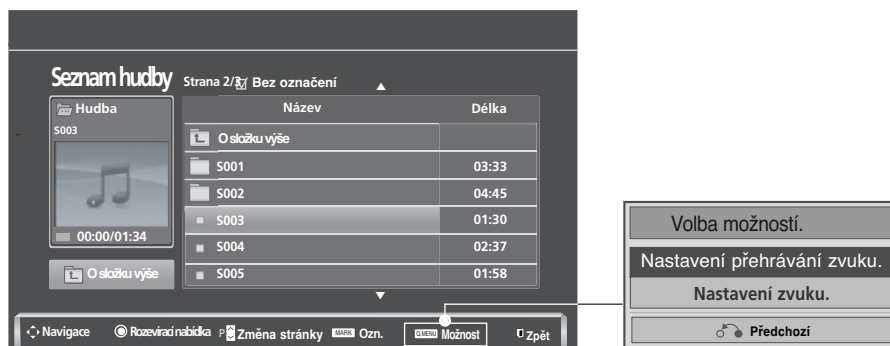 Seznam hudby Strana 2/3 Bez označení
Hudba
S003
00:00/01:34
O složku výše
Název Délka
O složku výše
S001 03:33
S002 04:45
S003 01:30
S004 02:37
S005 01:58
Navigace Rozevírací nabídka P Změna stránky MARK Ozn. Q.MENU Možnost Zpět
Volba možností.
Nastavení přehrávání zvuku.
Nastavení zvuku.
Předchozí